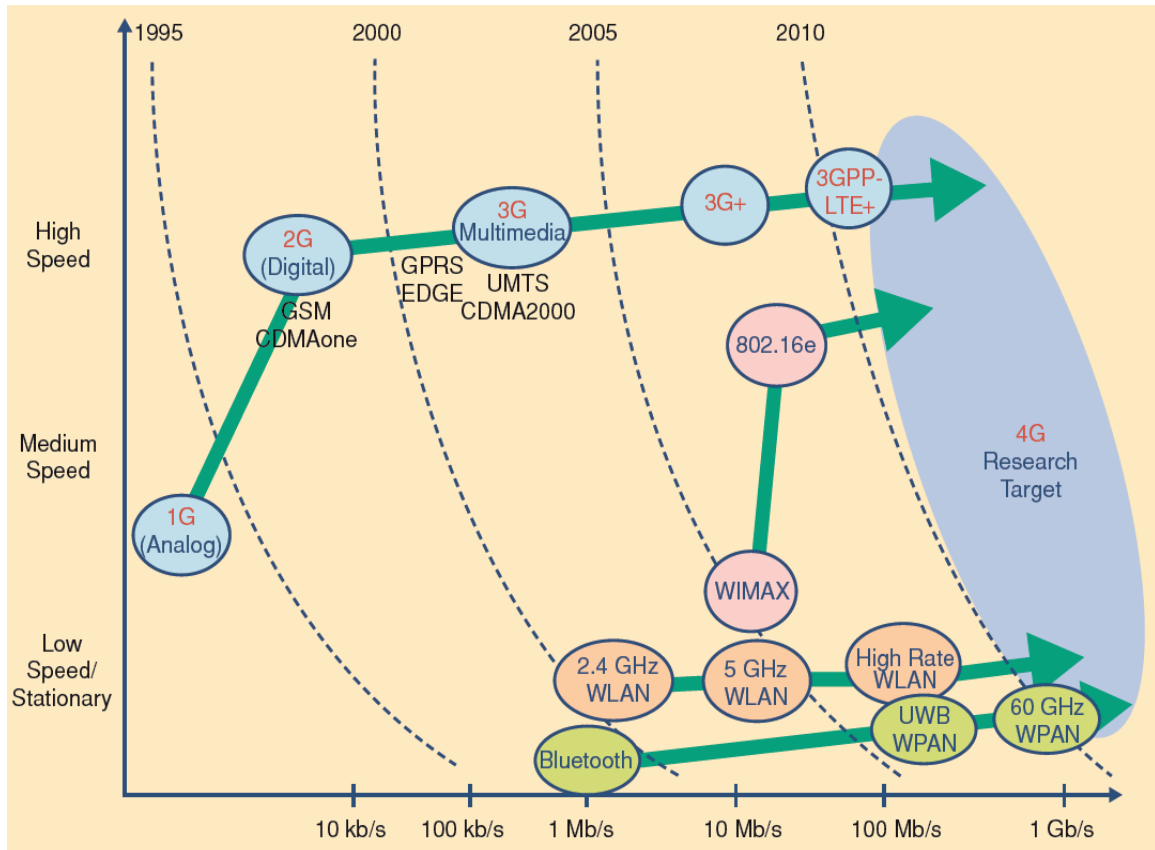 1995
2000
2005
2010
High
Speed
Medium
Speed
Low
Speed/
Stationary
1G
(Analog)
2G
(Digital)
GSM
CDMAone
GPRS
EDGE
3G
Multimedia
UMTS
CDMA2000
3G+
3GPP-
LTE+
802.16e
WIMAX
4G
Research
Target
2.4 GHz
WLAN
5 GHz
WLAN
High Rate
WLAN
Bluetooth
UWB
WPAN
60 GHz
WPAN
10 kb/s
100 kb/s
1 Mb/s
10 Mb/s
100 Mb/s
1 Gb/s